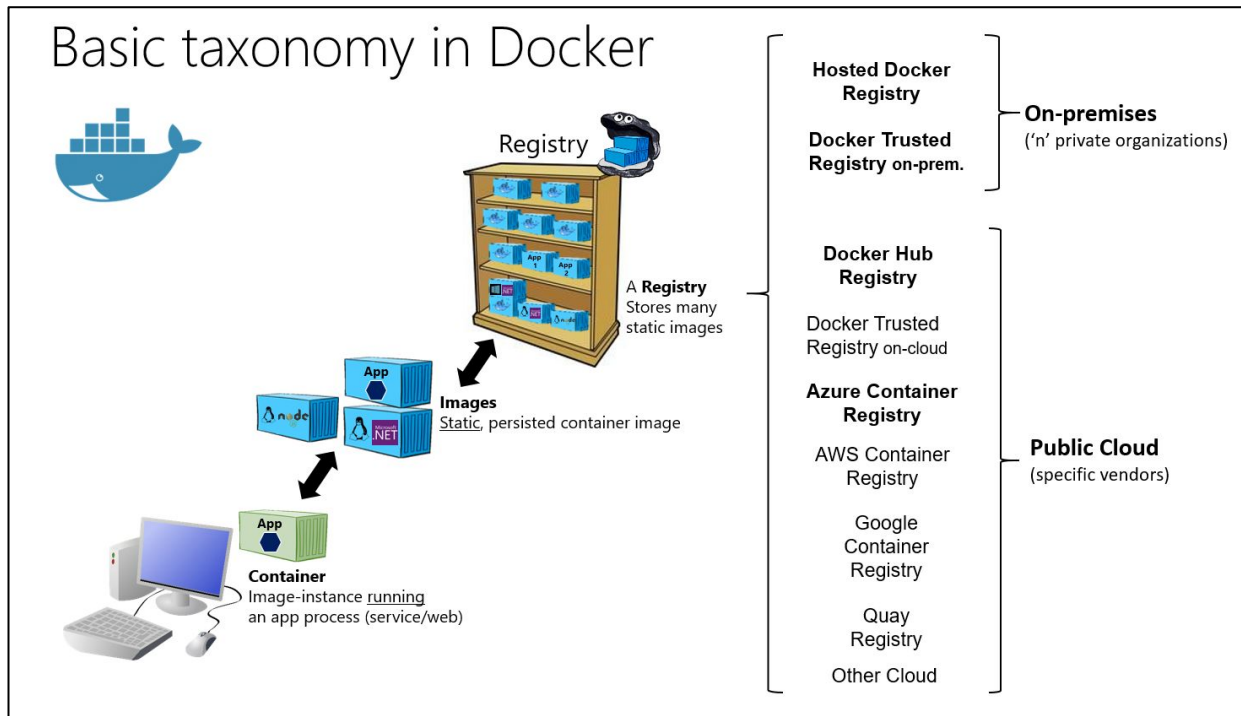 Basic taxonomy in Docker
Registry
App
1
App
2
.NET
.NET
node
A Registry
Stores many
static images
App
node
Microsoft
.NET
Images
Static, persisted container image
App
Container
Image-instance running
an app process (service/web)
Hosted Docker
Registry
Docker Trusted
Registry on-prem.
On-premises
('n' private organizations)
Docker Hub
Registry
Docker Trusted
Registry on-cloud
Azure Container
Registry
AWS Container
Registry
Google
Container
Registry
Quay
Registry
Other Cloud
Public Cloud
(specific vendors)